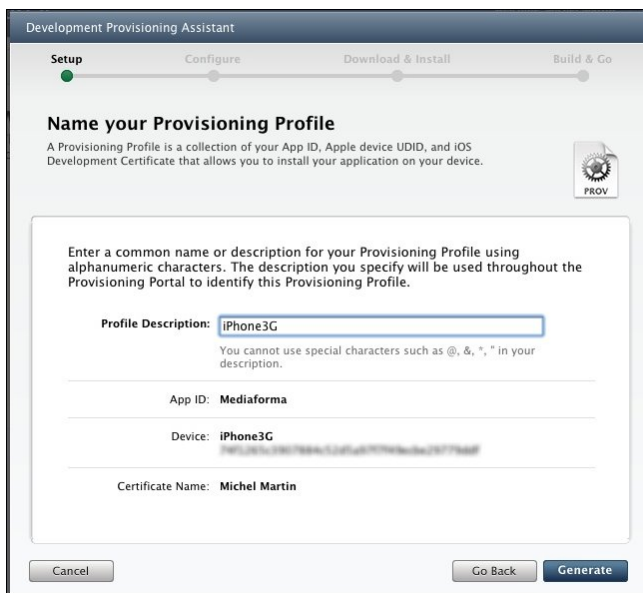 Development Provisioning Assistant
Setup Configure Download & Install Build & Go
Name your Provisioning Profile
A Provisioning Profile is a collection of your App ID, Apple device UDID, and iOS
Development Certificate that allows you to install your application on your device.
PROV
Enter a common name or description for your Provisioning Profile using
alphanumeric characters. The description you specify will be used throughout the
Provisioning Portal to identify this Provisioning Profile.
Profile Description: iPhone3G
You cannot use special characters such as @, &, *, " in your
description.
App ID: Mediaforma
Device: iPhone3G
Certificate Name: Michel Martin
Cancel Go Back Generate